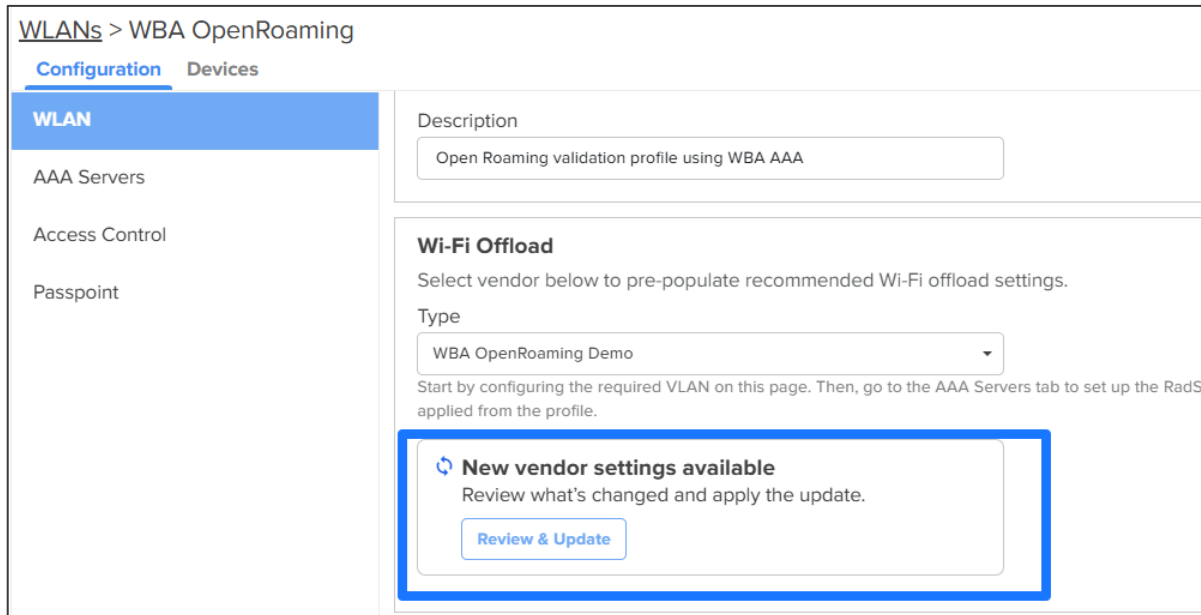 WLANs > WBA OpenRoaming
Configuration Devices
WLAN
AAA Servers
Access Control
Passpoint
Description
Open Roaming validation profile using WBA AAA
Wi-Fi Offload
Select vendor below to pre-populate recommended Wi-Fi offload settings.
Type
WBA OpenRoaming Demo
Start by configuring the required VLAN on this page. Then, go to the AAA Servers tab to set up the RadS
applied from the profile.
New vendor settings available
Review what's changed and apply the update.
Review & Update